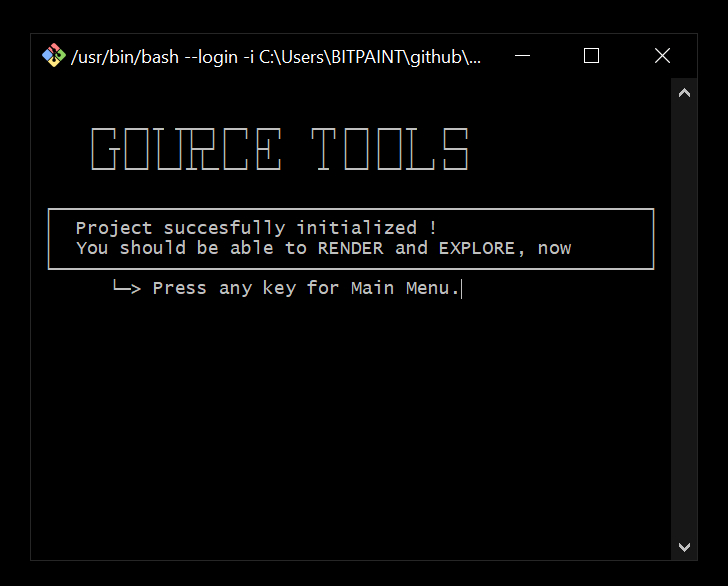 /usr/bin/bash --login -i C:\Users\BITPAINT\github\...
GOURCE TOOLS
Project succesfully initialized !
You should be able to RENDER and EXPLORE, now
└─> Press any key for Main Menu.